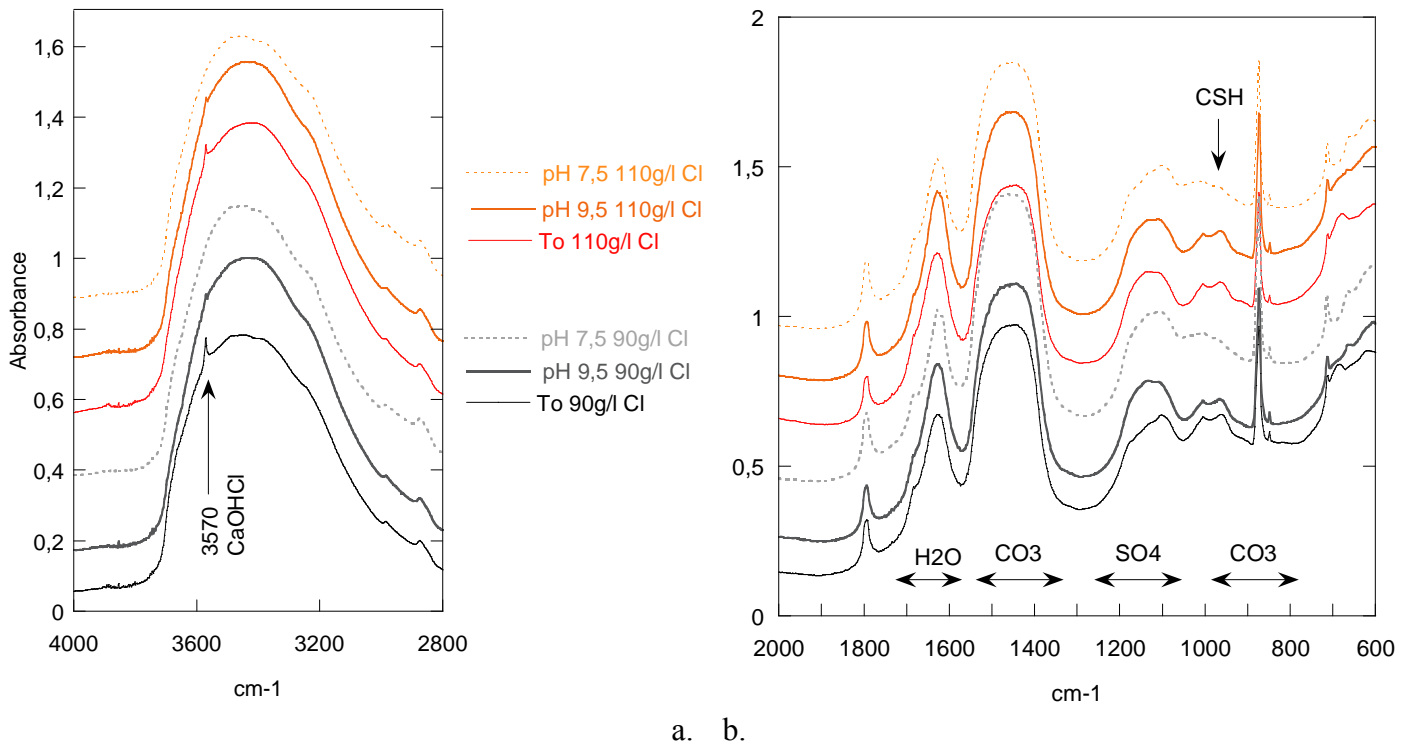 1,6
1,4
1,2
1
0,8
0,6
0,4
0,2
0
Absorbance
4000 3600 3200 2800
cm-1
3570
CaOHCl
pH 7,5 110g/l Cl
pH 9,5 110g/l Cl
To 110g/l Cl
pH 7,5 90g/l Cl
pH 9,5 90g/l Cl
To 90g/l Cl
2
1.5
1
0,5
0
CSH
H2O CO3 SO4 CO3
2000 1800 1600 1400 1200 1000 800 600
cm-1
a. b.